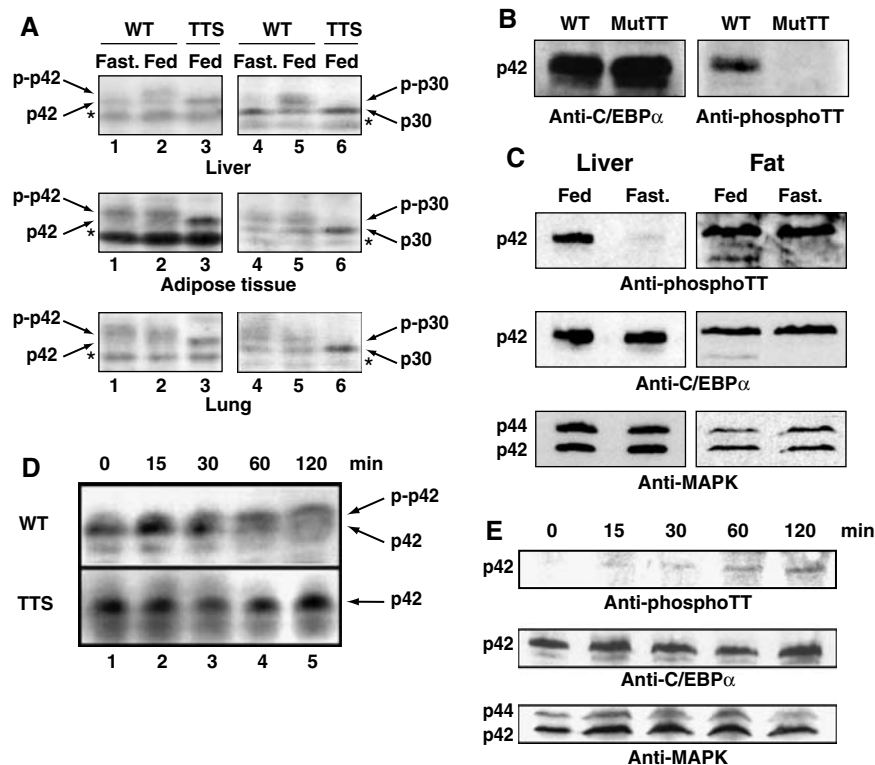 A
WT TTS WT TTS
Fast. Fed Fed Fast. Fed Fed
p-p42 p-p30
p42 p30
* *
1 2 3 4 5 6
Liver
p-p42 p-p30
p42 p30
* *
1 2 3 4 5 6
Adipose tissue
p-p42 p-p30
p42 p30
* *
1 2 3 4 5 6
Lung
B
WT MutTT WT MutTT
p42
Anti-C/EBPα Anti-phosphoTT
C
Liver Fat
Fed Fast. Fed Fast.
p42
Anti-phosphoTT
p42
Anti-C/EBPα
p44
p42
Anti-MAPK
D
0 15 30 60 120 min
WT
p-p42
p42
TTS
p42
1 2 3 4 5
E
0 15 30 60 120 min
p42
Anti-phosphoTT
p42
Anti-C/EBPα
p44
p42
Anti-MAPK